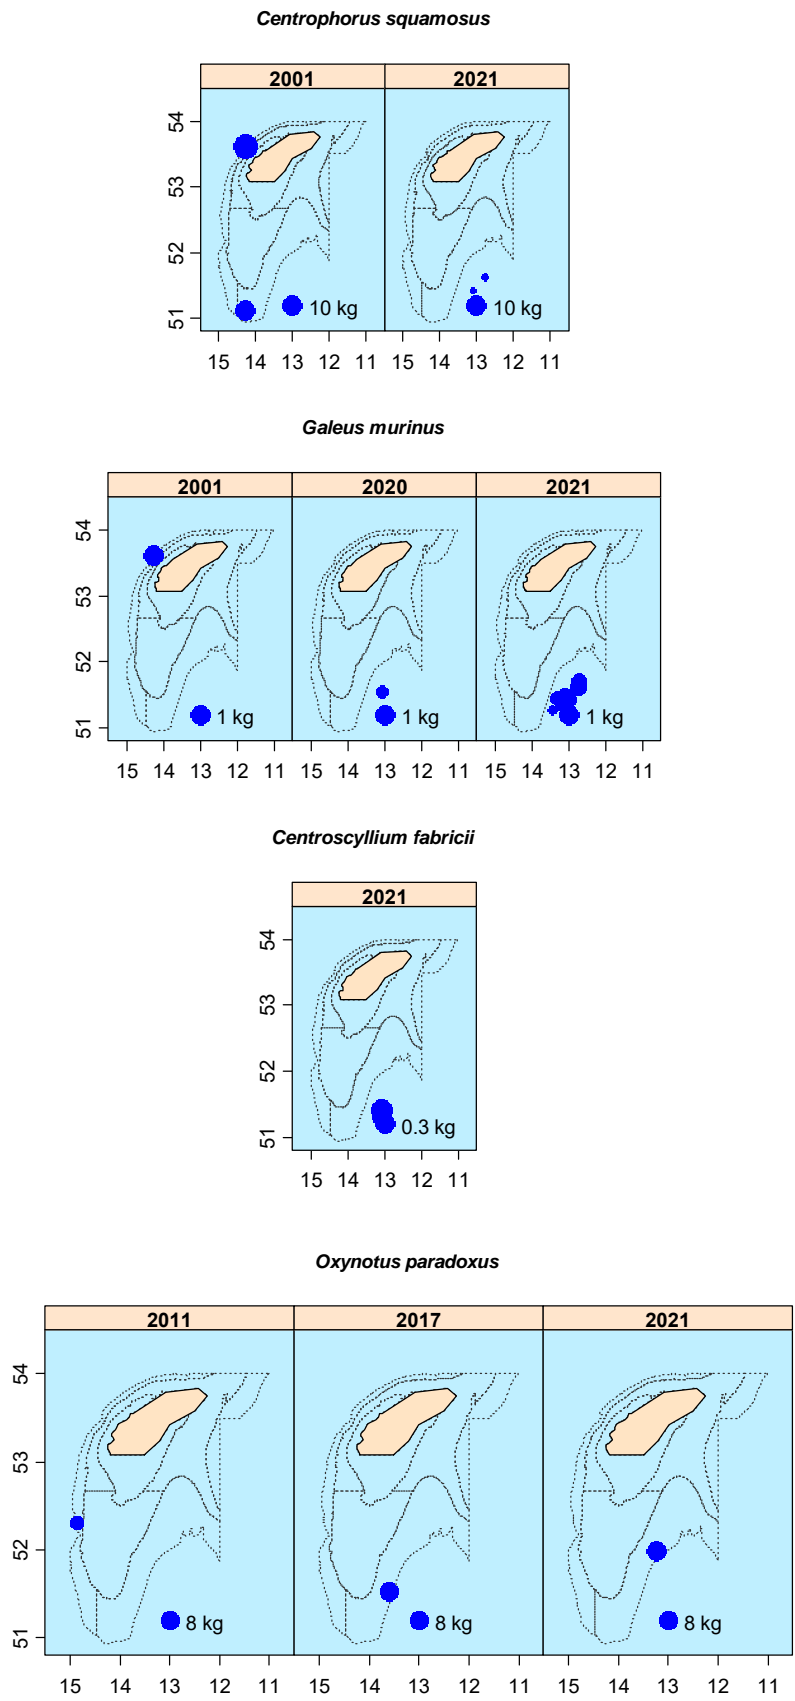 Centrophorus squamosus
2001 2021
54
53
52
51
10 kg 10 kg
15 14 13 12 11 15 14 13 12 11
Galeus murinus
2001 2020 2021
54
53
52
51
1 kg 1 kg 1 kg
15 14 13 12 11 15 14 13 12 11 15 14 13 12 11
Centroscyllium fabricii
2021
54
53
52
51
0.3 kg
15 14 13 12 11
Oxynotus paradoxus
2011 2017 2021
54
53
52
51
8 kg 8 kg 8 kg
15 14 13 12 11 15 14 13 12 11 15 14 13 12 11